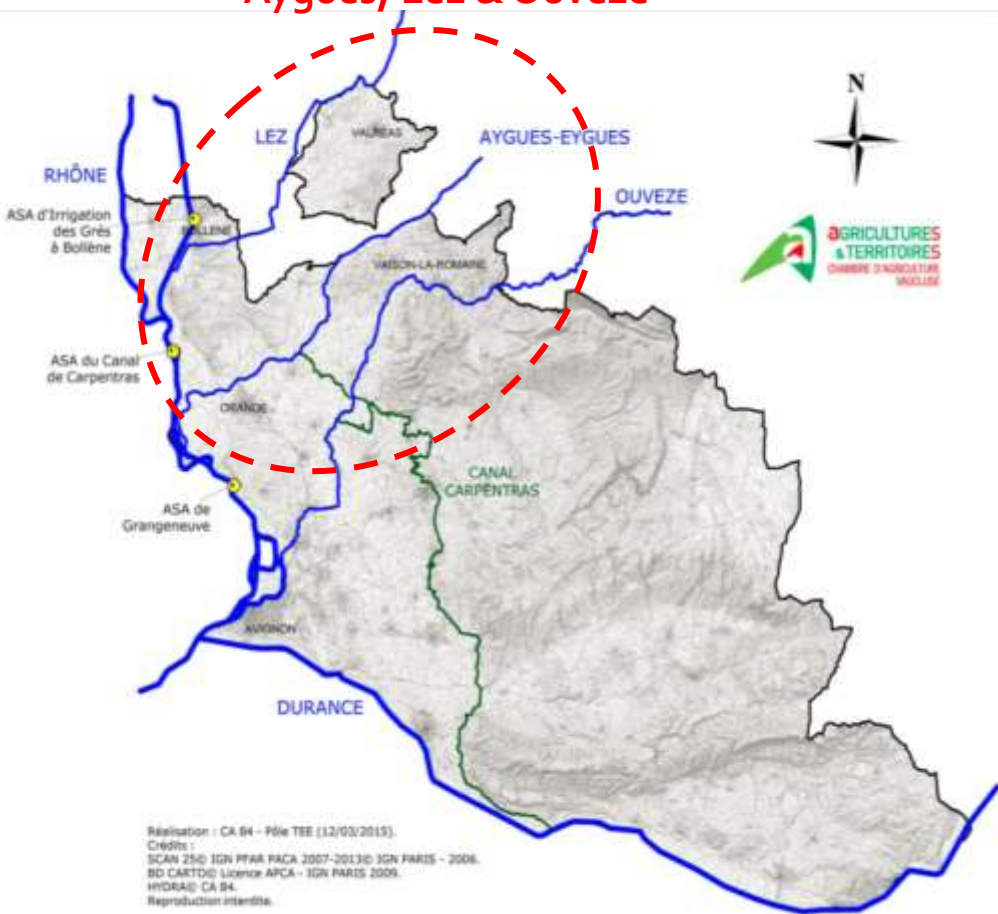 Aygues, LEZ & Ouvèze
N
LEZ
VALREAS
AYGUES-EYGUES
RHÔNE
OUVEZE
ASA d'Irrigation
des Grès
à Bollène
BOLLENE
VAISON-LA-ROMAINE
aGRICULTURES
& TERRITOIRES
CHAMBRE D'AGRICULTURE
VAUCLUSE
ASA du Canal
de Carpentras
ORANGE
CANAL
CARPENTRAS
ASA de
Grangeneuve
AVIGNON
DURANCE
Réalisation : CA 84 - Pôle TEE (12/03/2015).
Crédits :
SCAN 25© IGN PFAR PACA 2007-2013© IGN PARIS - 2006.
BD CARTO© Licence APCA - IGN PARIS 2009.
HYDRA© CA 84.
Reproduction interdite.